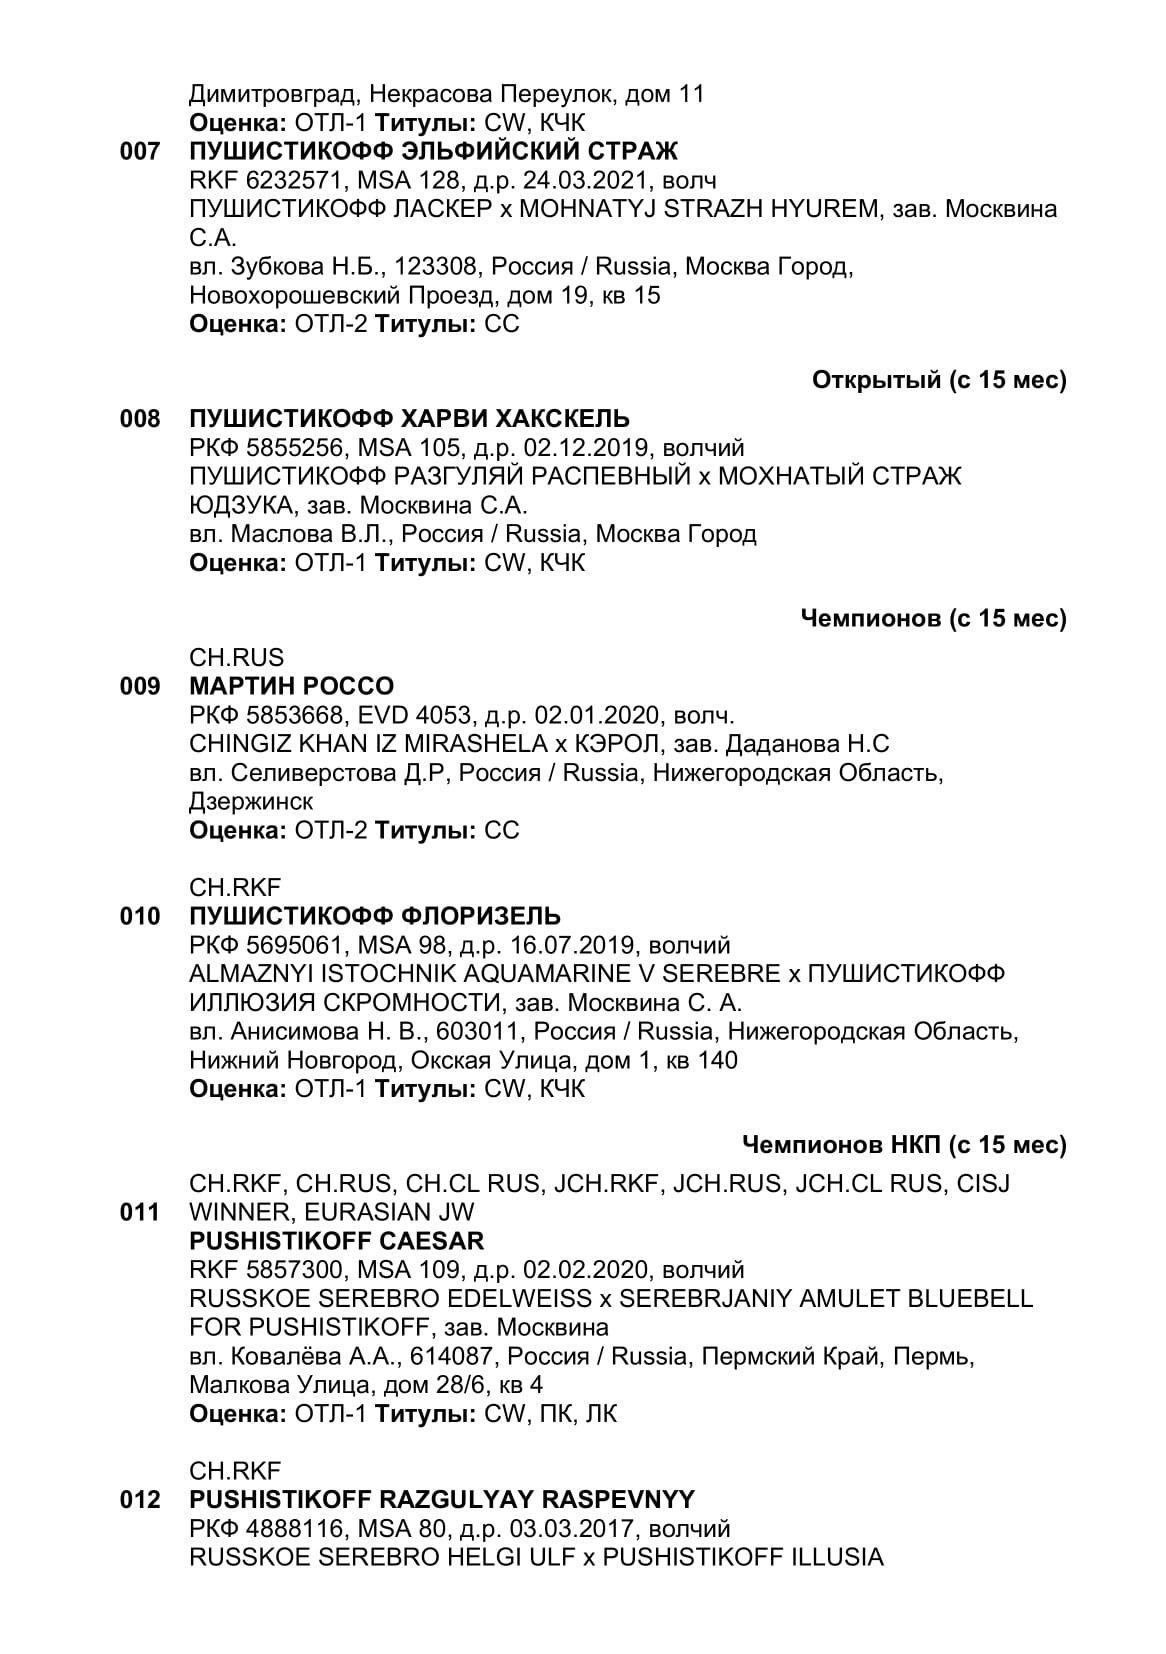 Димитровград, Некрасова Переулок, дом 11
Оценка: ОТЛ-1 Титулы: CW, КЧК
007 ПУШИСТИКОФФ ЭЛЬФИЙСКИЙ СТРАЖ
RKF 6232571, MSA 128, д.р. 24.03.2021, волч
ПУШИСТИКОФФ ЛАСКЕР x MOHNATYJ STRAZH HYUREM, зав. Москвина
С.А.
вл. Зубкова Н.Б., 123308, Россия / Russia, Москва Город,
Новохорошевский Проезд, дом 19, кв 15
Оценка: ОТЛ-2 Титулы: СС
Открытый (с 15 мес)
008 ПУШИСТИКОФФ ХАРВИ ХАКСКЕЛЬ
РКФ 5855256, MSA 105, д.р. 02.12.2019, волчий
ПУШИСТИКОФФ РАЗГУЛЯЙ РАСПЕВНЫЙ x МОХНАТЫЙ СТРАЖ
ЮДЗУКА, зав. Москвина С.А.
вл. Маслова В.Л., Россия / Russia, Москва Город
Оценка: ОТЛ-1 Титулы: CW, КЧК
Чемпионов (с 15 мес)
CH.RUS
009 МАРТИН РОССО
РКФ 5853668, EVD 4053, д.р. 02.01.2020, волч.
CHINGIZ KHAN IZ MIRASHELA x КЭРОЛ, зав. Даданова Н.С
вл. Селиверстова Д.Р, Россия / Russia, Нижегородская Область,
Дзержинск
Оценка: ОТЛ-2 Титулы: СС
CH.RKF
010 ПУШИСТИКОФФ ФЛОРИЗЕЛЬ
РКФ 5695061, MSA 98, д.р. 16.07.2019, волчий
ALMAZNYI ISTOCHNIK AQUAMARINE V SEREBRE x ПУШИСТИКОФФ
ИЛЛЮЗИЯ СКРОМНОСТИ, зав. Москвина С. А.
вл. Анисимова Н. В., 603011, Россия / Russia, Нижегородская Область,
Нижний Новгород, Окская Улица, дом 1, кв 140
Оценка: ОТЛ-1 Титулы: CW, КЧК
Чемпионов НКП (с 15 мес)
CH.RKF, CH.RUS, CH.CL RUS, JCH.RKF, JCH.RUS, JCH.CL RUS, CISJ
011 WINNER, EURASIAN JW
PUSHISTIKOFF CAESAR
RKF 5857300, MSA 109, д.р. 02.02.2020, волчий
RUSSKOE SEREBRO EDELWEISS x SEREBRJANIY AMULET BLUEBELL
FOR PUSHISTIKOFF, зав. Москвина
вл. Ковалёва А.А., 614087, Россия / Russia, Пермский Край, Пермь,
Малкова Улица, дом 28/6, кв 4
Оценка: ОТЛ-1 Титулы: CW, ПК, ЛК
CH.RKF
012 PUSHISTIKOFF RAZGULYAY RASPEVNYY
РКФ 4888116, MSA 80, д.р. 03.03.2017, волчий
RUSSKOE SEREBRO HELGI ULF x PUSHISTIKOFF ILLUSIA